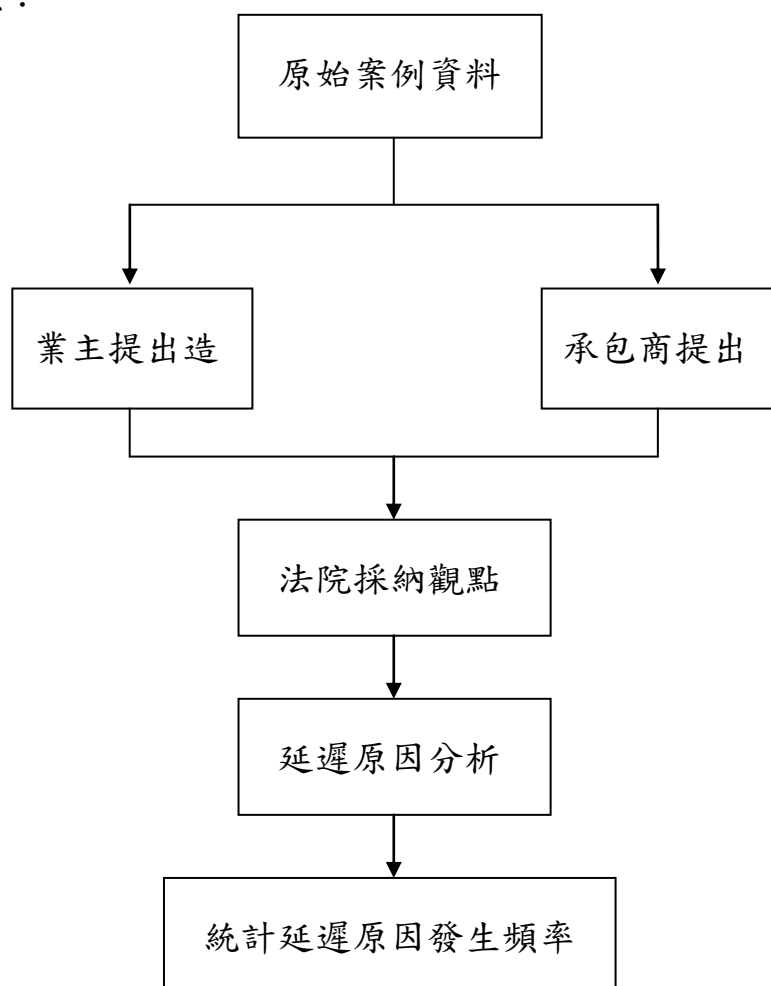 原始案例資料
業主提出造
承包商提出
法院採納觀點
延遲原因分析
統計延遲原因發生頻率